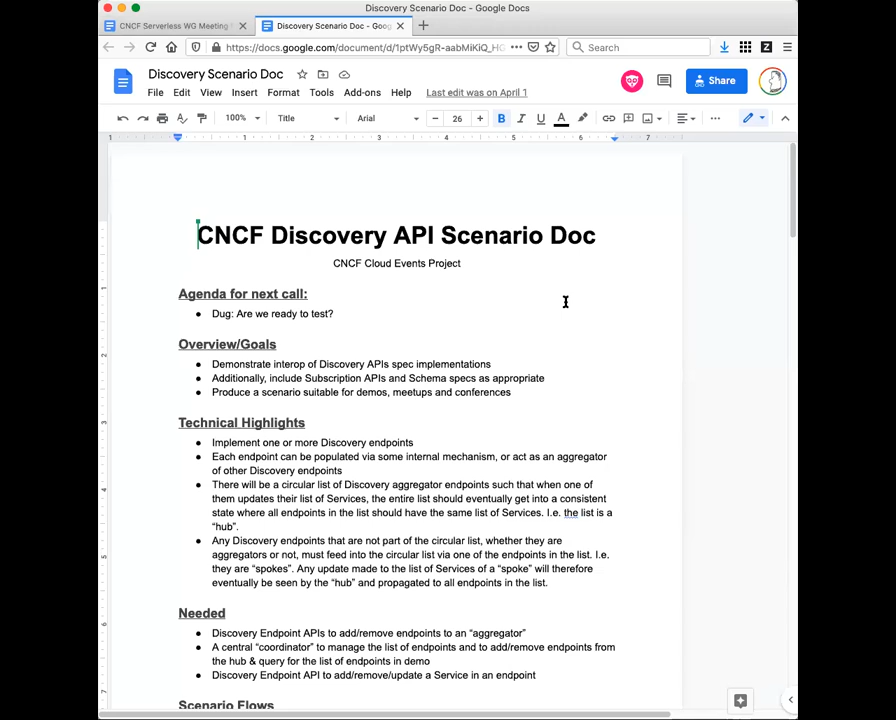 Discovery Scenario Doc - Google Docs
CNCF Serverless WG Meeting
Discovery Scenario Doc - Goog
https://docs.google.com/document/d/1ptWy5gR-aabMiKiQ_HG
Search
Discovery Scenario Doc
Share
File Edit View Insert Format Tools Add-ons Help Last edit was on April 1
100% Title Arial 26 B I U A
1 1 2 3 4 5 6 7
CNCF Discovery API Scenario Doc
CNCF Cloud Events Project
Agenda for next call:
● Dug: Are we ready to test?
Overview/Goals
● Demonstrate interop of Discovery APIs spec implementations
● Additionally, include Subscription APIs and Schema specs as appropriate
● Produce a scenario suitable for demos, meetups and conferences
Technical Highlights
● Implement one or more Discovery endpoints
● Each endpoint can be populated via some internal mechanism, or act as an aggregator
of other Discovery endpoints
● There will be a circular list of Discovery aggregator endpoints such that when one of
them updates their list of Services, the entire list should eventually get into a consistent
state where all endpoints in the list should have the same list of Services. I.e. the list is a
“hub”.
● Any Discovery endpoints that are not part of the circular list, whether they are
aggregators or not, must feed into the circular list via one of the endpoints in the list. I.e.
they are “spokes”. Any update made to the list of Services of a “spoke” will therefore
eventually be seen by the “hub” and propagated to all endpoints in the list.
Needed
● Discovery Endpoint APIs to add/remove endpoints to an “aggregator”
● A central “coordinator” to manage the list of endpoints and to add/remove endpoints from
the hub & query for the list of endpoints in demo
● Discovery Endpoint API to add/remove/update a Service in an endpoint
Scenario Flows